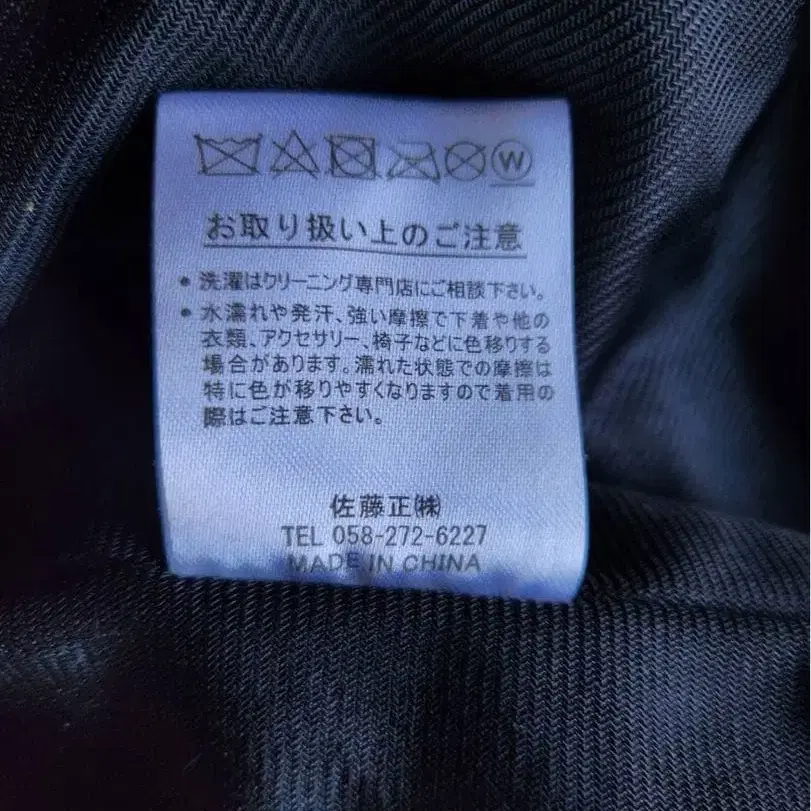 W
お取り扱い上のご注意
• 洗濯はクリーニング専門店にご相談下さい。
• 水濡れや発汗、強い摩擦で下着や他の
衣類、アクセサリー、椅子などに色移りする
場合があります。濡れた状態での摩擦は
特に色が移りやすくなりますので着用の
際はご注意下さい。
佐藤正㈱
TEL 058-272-6227
MADE IN CHINA